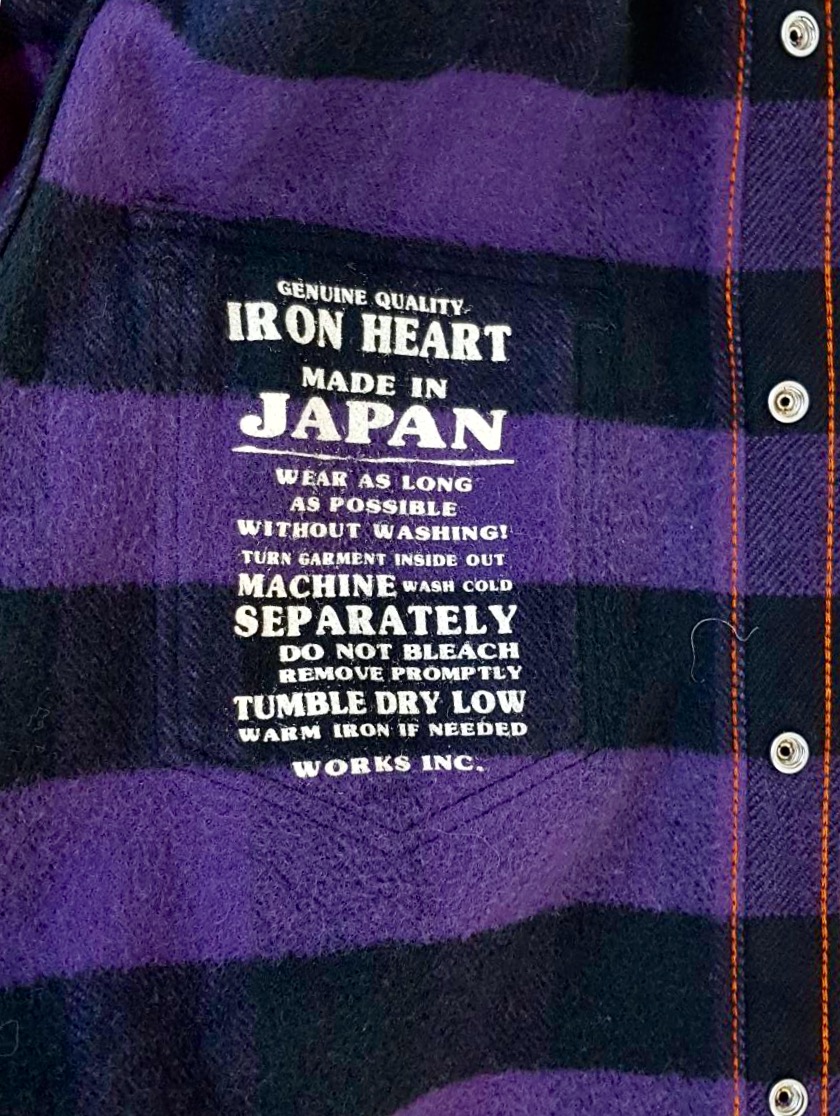 GENUINE QUALITY
IRON HEART
MADE IN
JAPAN
WEAR AS LONG
AS POSSIBLE
WITHOUT WASHING!
TURN GARMENT INSIDE OUT
MACHINE WASH COLD
SEPARATELY
DO NOT BLEACH
REMOVE PROMPTLY
TUMBLE DRY LOW
WARM IRON IF NEEDED
WORKS INC.